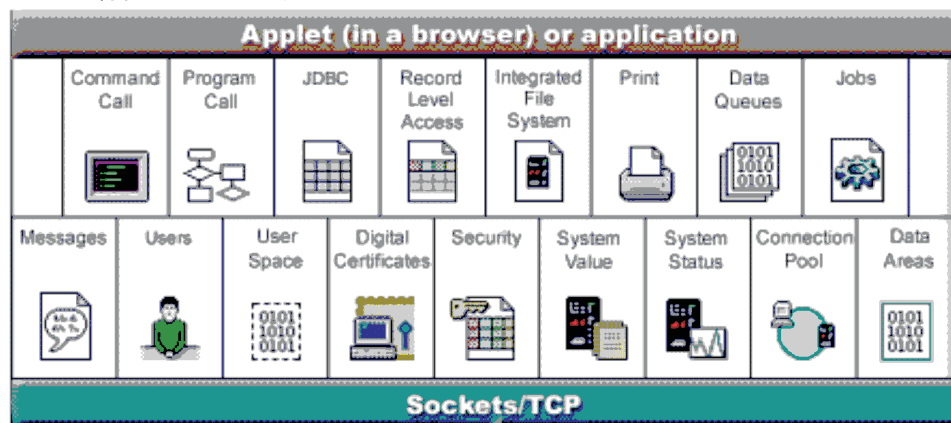 Applet (in a browser) or application
Command
Call
Program
Call
JDBC
Record
Level
Access
Integrated
File
System
Print
Data
Queues
Jobs
0101
1010
0101
Messages
Users
User
Space
Digital
Certificates
Security
System
Value
System
Status
Connection
Pool
Data
Areas
0101
1010
0101
0101
1010
0101
Sockets/TCP